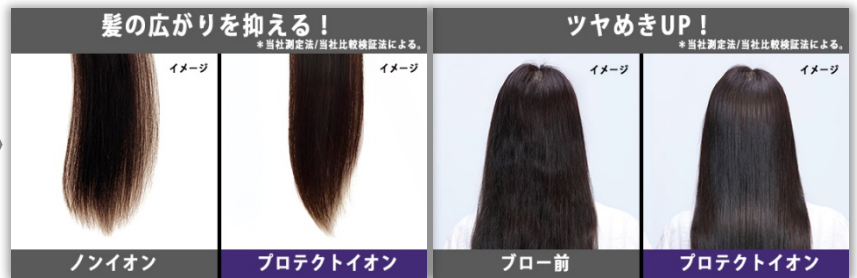 髪の広がりを抑える！
＊当社測定法/当社比較検証法による。
イメージ
イメージ
ノンイオン
プロテクトイオン
ツヤめきUP！
＊当社測定法/当社比較検証法による。
イメージ
イメージ
ブロー前
プロテクトイオン